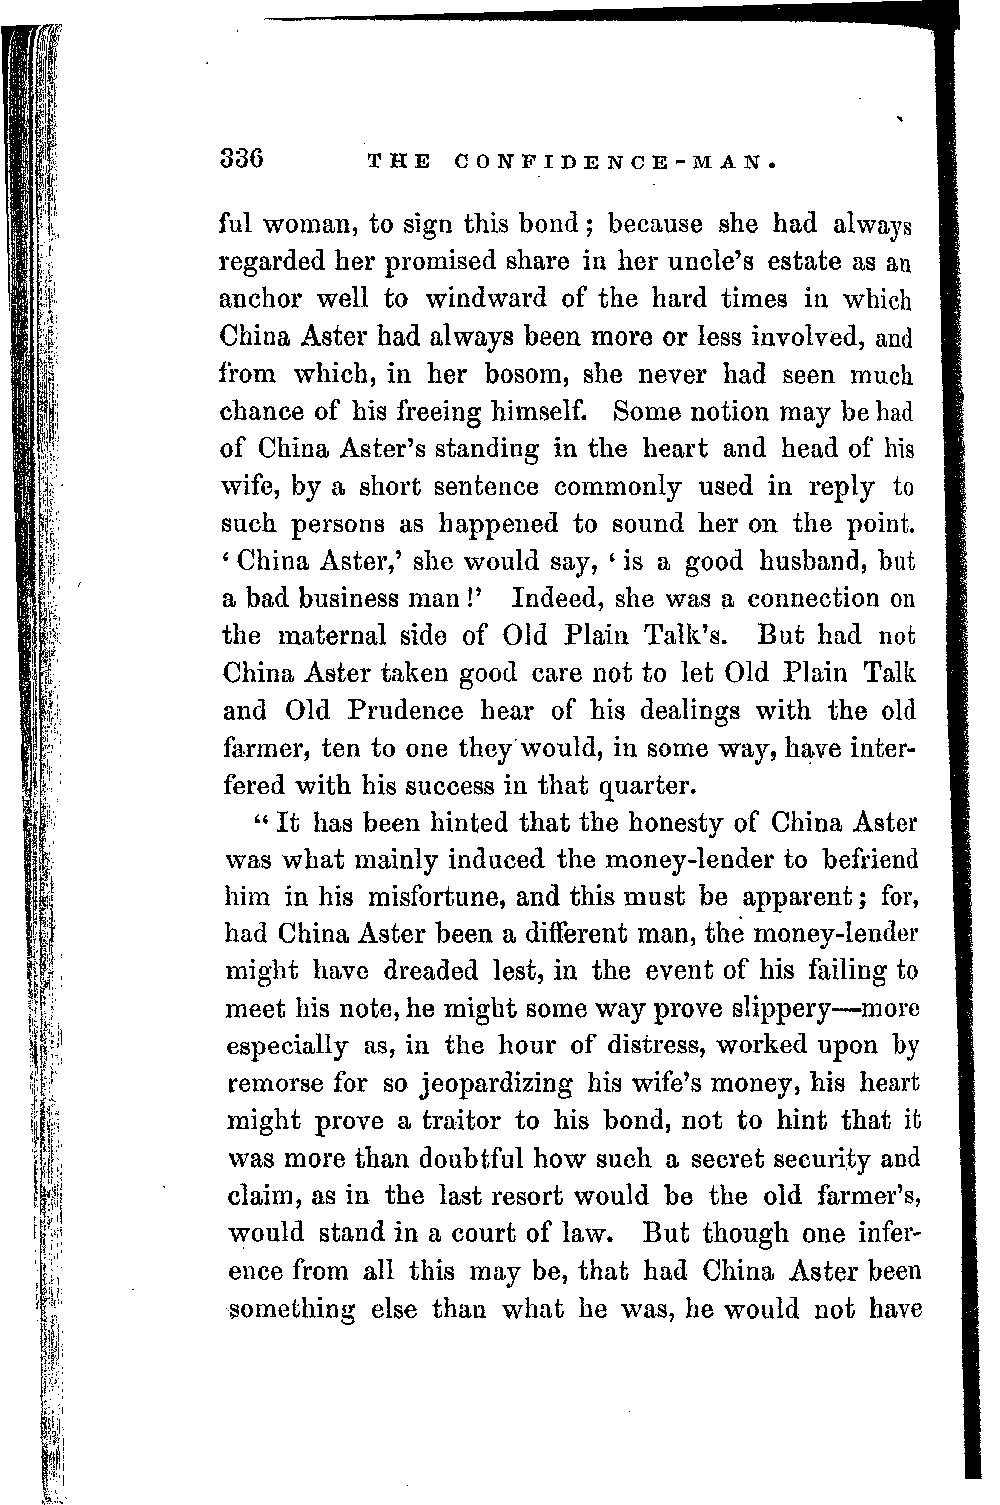 336 THE CONFIDENCE-MAN.
ful woman, to sign this bond; because she had always
regarded her promised share in her uncle's estate as an
anchor well to windward of the hard times in which
China Aster had always been more or less involved, and
from which, in her bosom, she never had seen much
chance of his freeing himself. Some notion may be had
of China Aster's standing in the heart and head of his
wife, by a short sentence commonly used in reply to
such persons as happened to sound her on the point.
‘China Aster,’ she would say, ‘is a good husband, but
a bad business man!’ Indeed, she was a connection on
the maternal side of Old Plain Talk's. But had not
China Aster taken good care not to let Old Plain Talk
and Old Prudence hear of his dealings with the old
farmer, ten to one they would, in some way, have inter-
fered with his success in that quarter.
“It has been hinted that the honesty of China Aster
was what mainly induced the money-lender to befriend
him in his misfortune, and this must be apparent; for,
had China Aster been a different man, the money-lender
might have dreaded lest, in the event of his failing to
meet his note, he might some way prove slippery—more
especially as, in the hour of distress, worked upon by
remorse for so jeopardizing his wife's money, his heart
might prove a traitor to his bond, not to hint that it
was more than doubtful how such a secret security and
claim, as in the last resort would be the old farmer's,
would stand in a court of law. But though one infer-
ence from all this may be, that had China Aster been
something else than what he was, he would not have